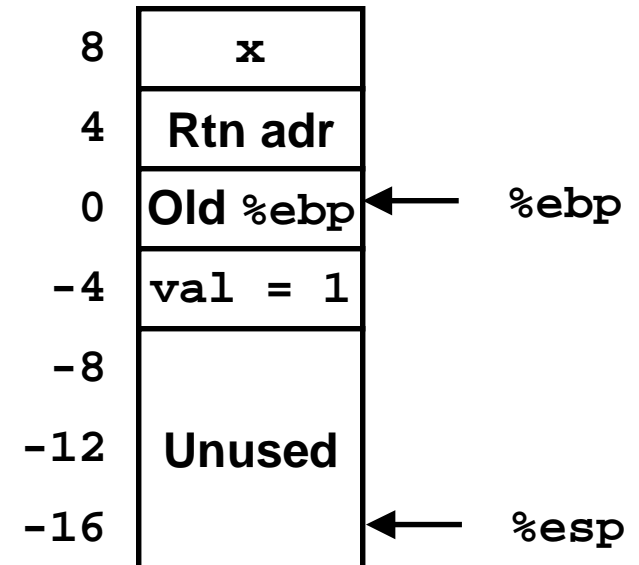 8 x
4 Rtn adr
0 Old %ebp %ebp
-4 val = 1
-8
-12 Unused
-16 %esp